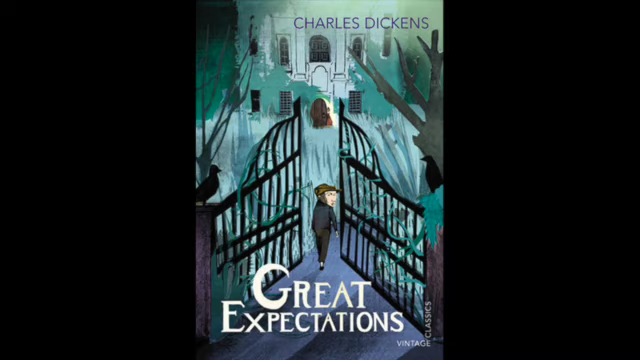 CHARLES DICKENS
GREAT
EXPECTATIONS
VINTAGE CLASSICS